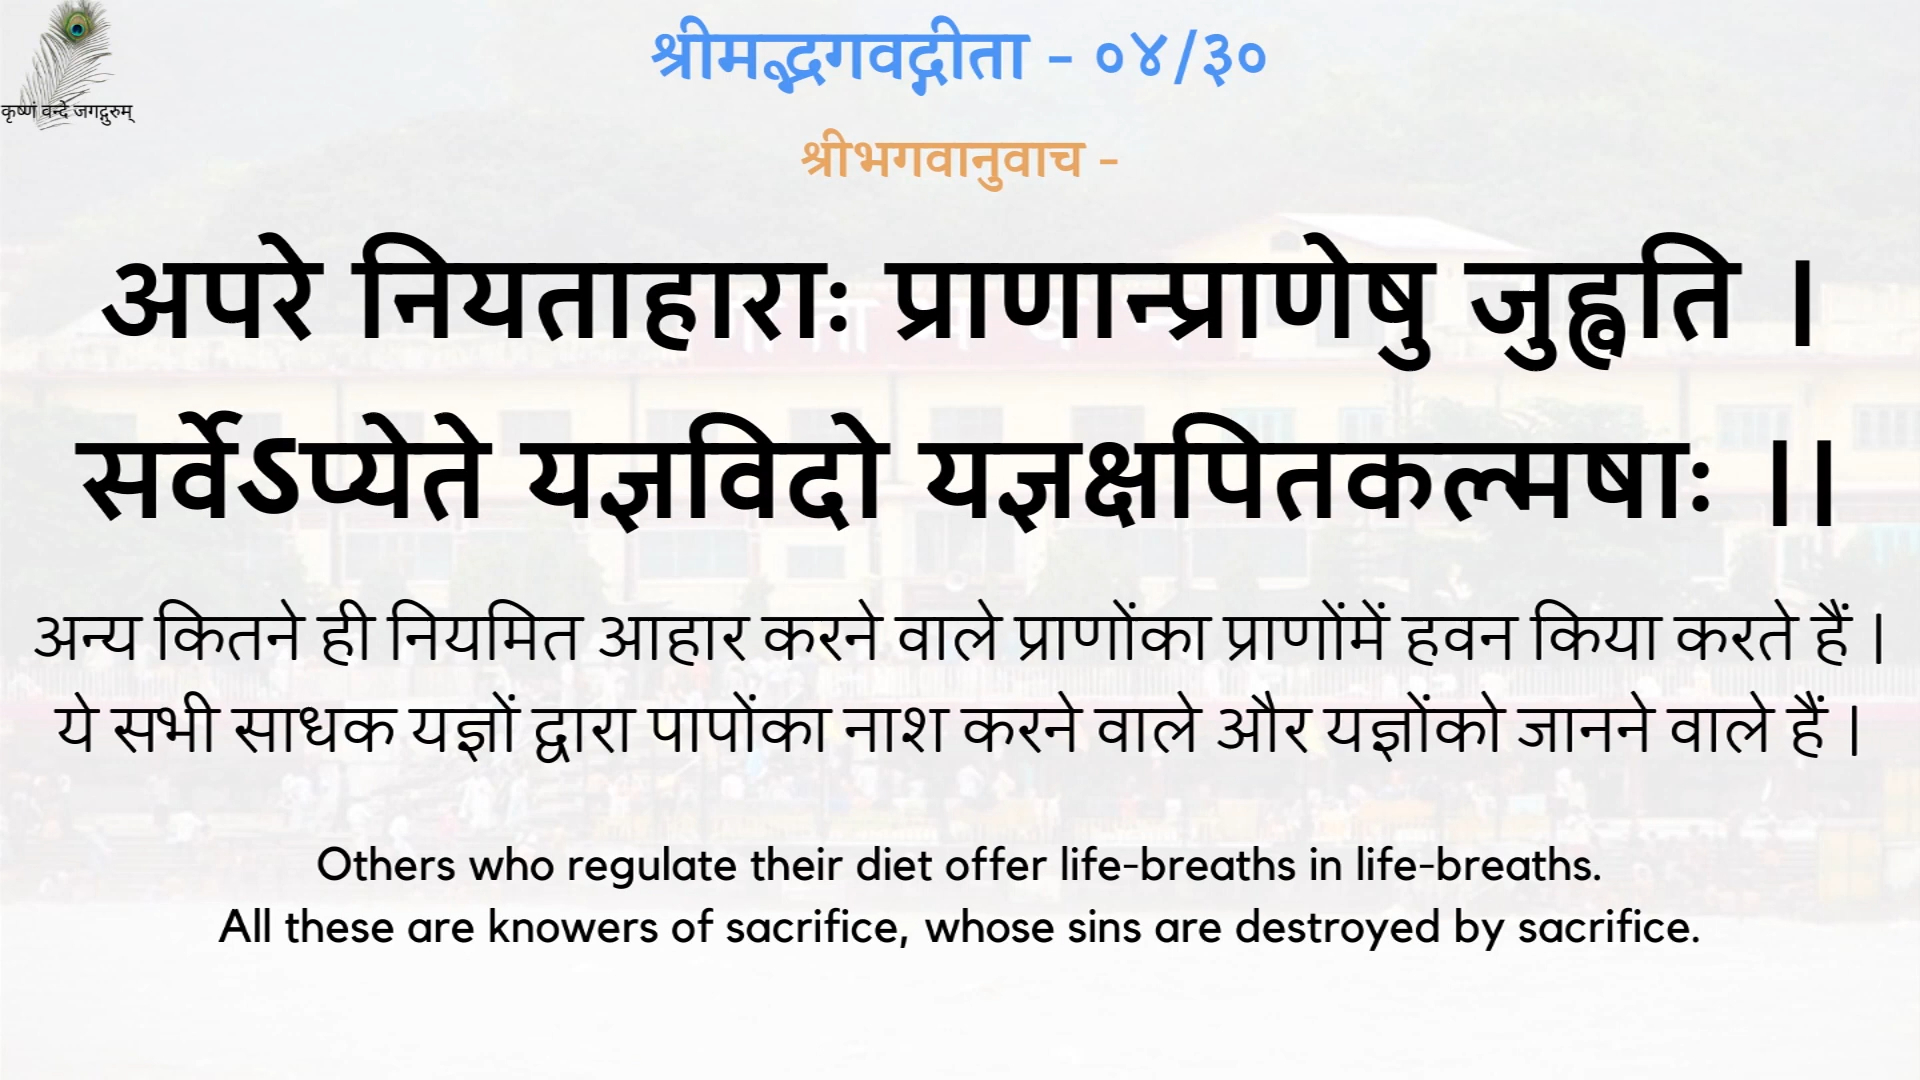 कृष्णं वन्दे जगद्गुरुम्
श्रीमद्भगवद्गीता - ०४/३०
श्रीभगवानुवाच -
अपरे नियताहाराः प्राणान्प्राणेषु जुह्वति ।
सर्वेऽप्येते यज्ञविदो यज्ञक्षपितकल्मषाः ।।
अन्य कितने ही नियमित आहार करने वाले प्राणोंका प्राणोंमें हवन किया करते हैं ।
ये सभी साधक यज्ञों द्वारा पापोंका नाश करने वाले और यज्ञोंको जानने वाले हैं ।
Others who regulate their diet offer life-breaths in life-breaths.
All these are knowers of sacrifice, whose sins are destroyed by sacrifice.